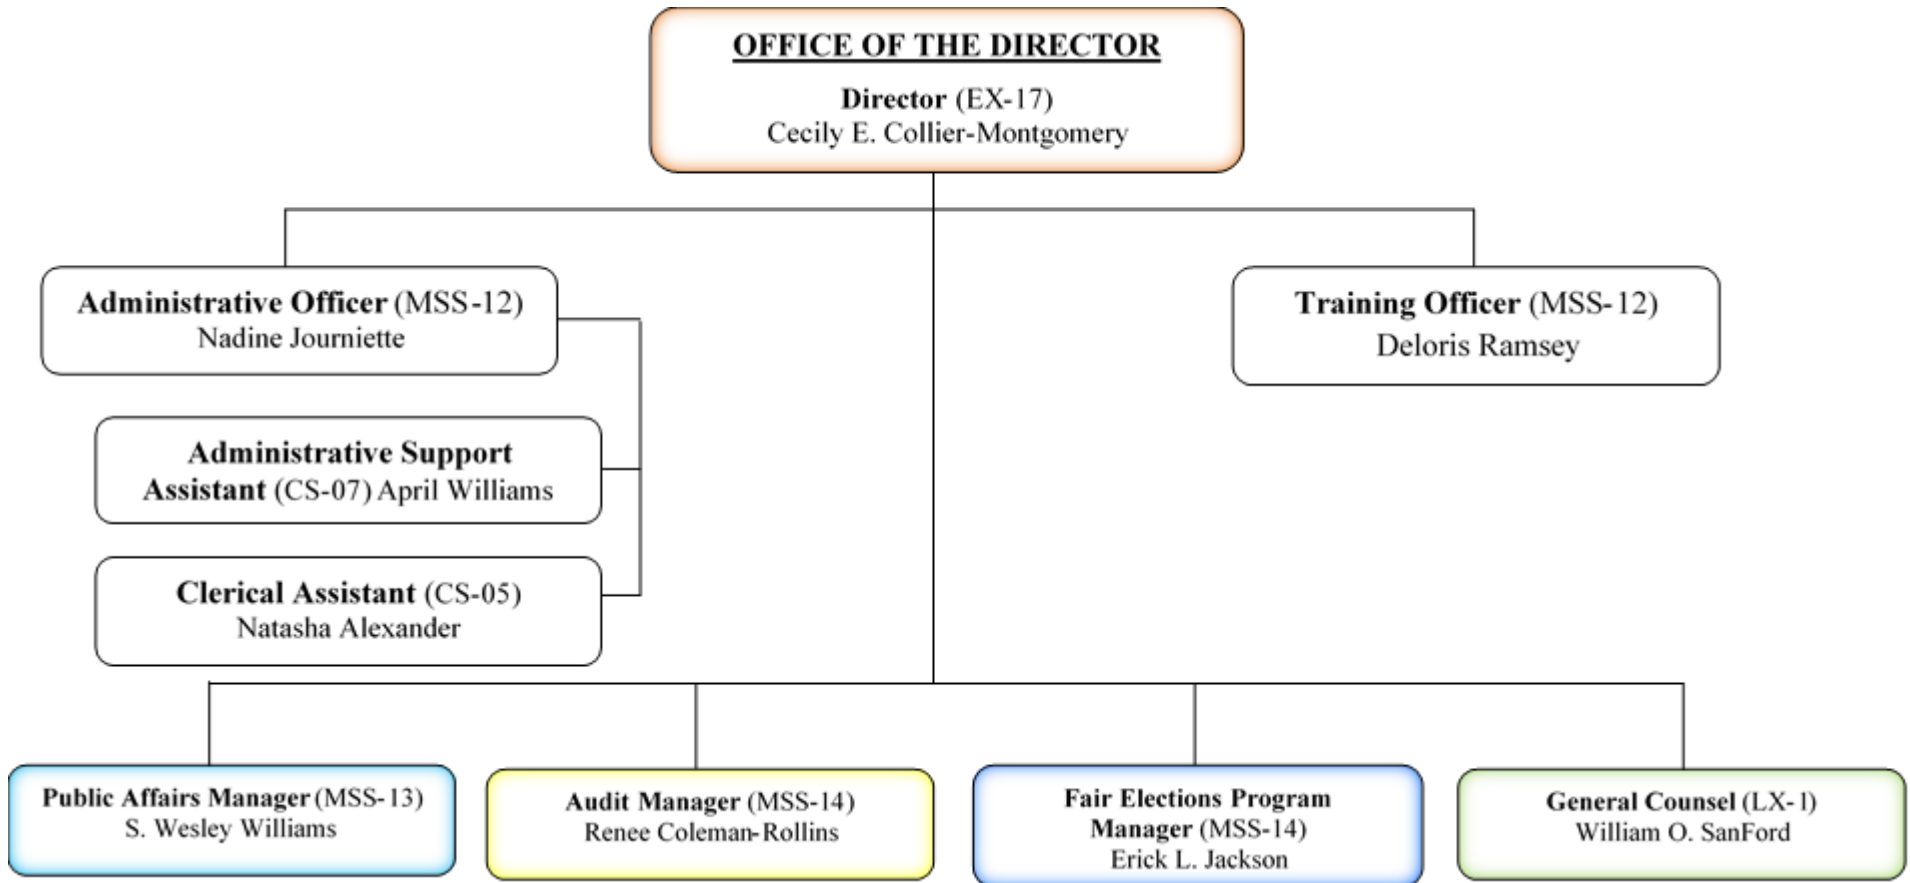 OFFICE OF THE DIRECTOR
Director (EX-17)
Cecily E. Collier-Montgomery
Administrative Officer (MSS-12)
Nadine Journiette
Training Officer (MSS-12)
Deloris Ramsey
Administrative Support
Assistant (CS-07) April Williams
Clerical Assistant (CS-05)
Natasha Alexander
Public Affairs Manager (MSS-13)
S. Wesley Williams
Audit Manager (MSS-14)
Renee Coleman-Rollins
Fair Elections Program
Manager (MSS-14)
Erick L. Jackson
General Counsel (LX-1)
William O. SanFord